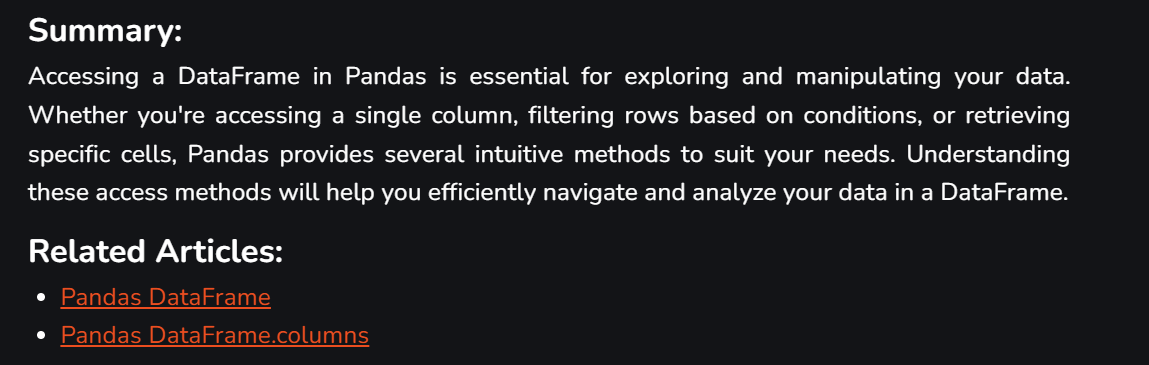 Summary:
Accessing a DataFrame in Pandas is essential for exploring and manipulating your data.
Whether you're accessing a single column, filtering rows based on conditions, or retrieving
specific cells, Pandas provides several intuitive methods to suit your needs. Understanding
these access methods will help you efficiently navigate and analyze your data in a DataFrame.
Related Articles:
• Pandas DataFrame
• Pandas DataFrame.columns